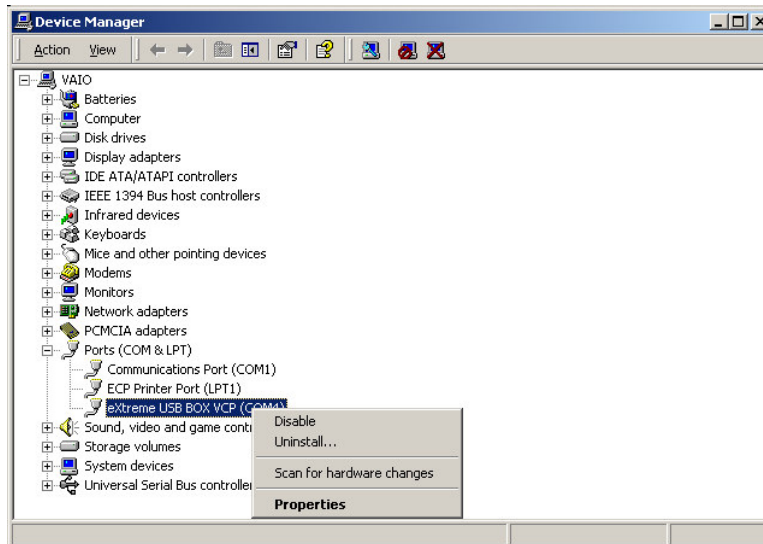 Device Manager
Action View
VAIO
Batteries
Computer
Disk drives
Display adapters
IDE ATA/ATAPI controllers
IEEE 1394 Bus host controllers
Infrared devices
Keyboards
Mice and other pointing devices
Modems
Monitors
Network adapters
PCMCIA adapters
Ports (COM & LPT)
Communications Port (COM1)
ECP Printer Port (LPT1)
eXtreme USB BOX VCP (COM4)
Sound, video and game contr
Storage volumes
System devices
Universal Serial Bus controller
Disable
Uninstall...
Scan for hardware changes
Properties